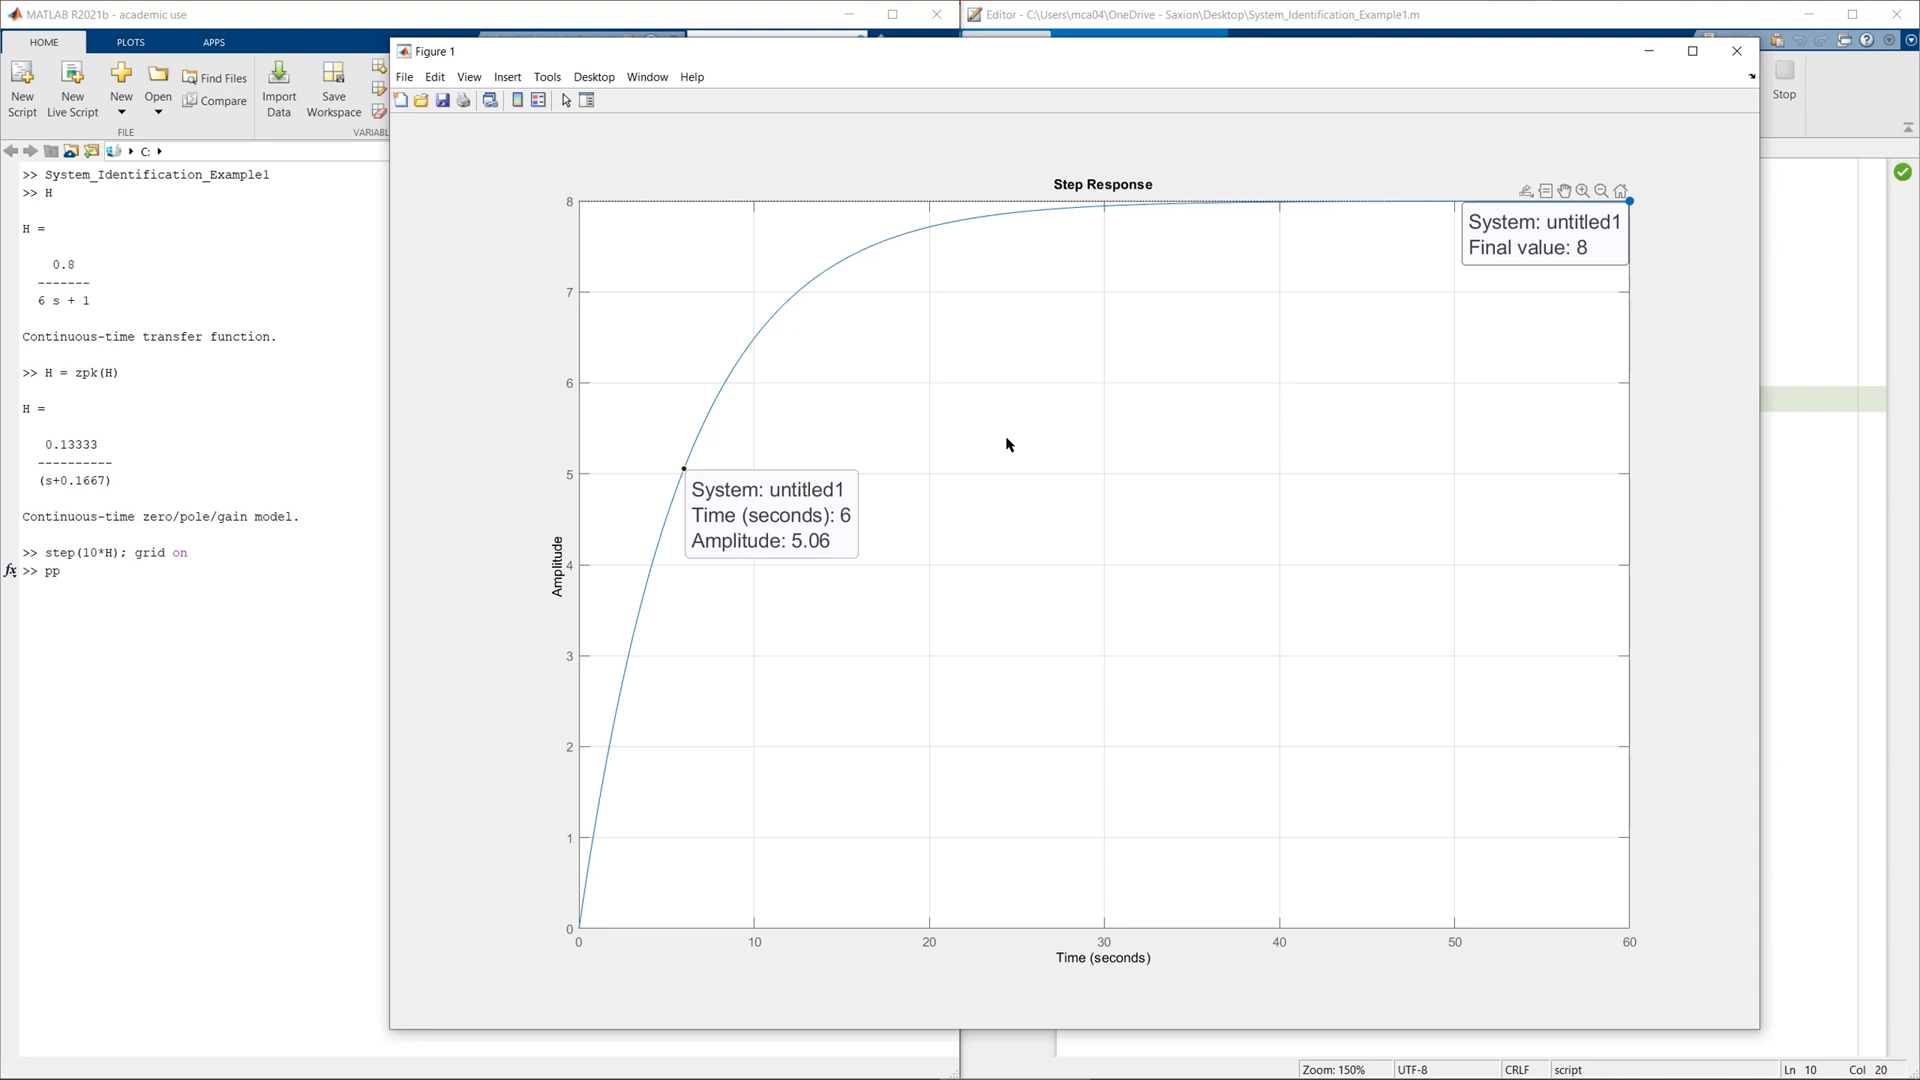 MATLAB R2021b - academic use
Editor - C:\Users\mca04\OneDrive - Saxion\Desktop\System_Identification_Example1.m
HOME
PLOTS
APPS
New Script
New Live Script
New
Open
Find Files
Compare
Import Data
Save Workspace
FILE
VARIABL
Stop
C:
>> System_Identification_Example1
>> H
H =
0.8
-------
6 s + 1
Continuous-time transfer function.
>> H = zpk(H)
H =
0.13333
----------
(s+0.1667)
Continuous-time zero/pole/gain model.
>> step(10*H); grid on
fx >> pp
Figure 1
File Edit View Insert Tools Desktop Window Help
Step Response
System: untitled1
Final value: 8
System: untitled1
Time (seconds): 6
Amplitude: 5.06
Amplitude
8
7
6
5
4
3
2
1
0
0 10 20 30 40 50 60
Time (seconds)
Zoom: 150% UTF-8 CRLF script Ln 10 Col 20